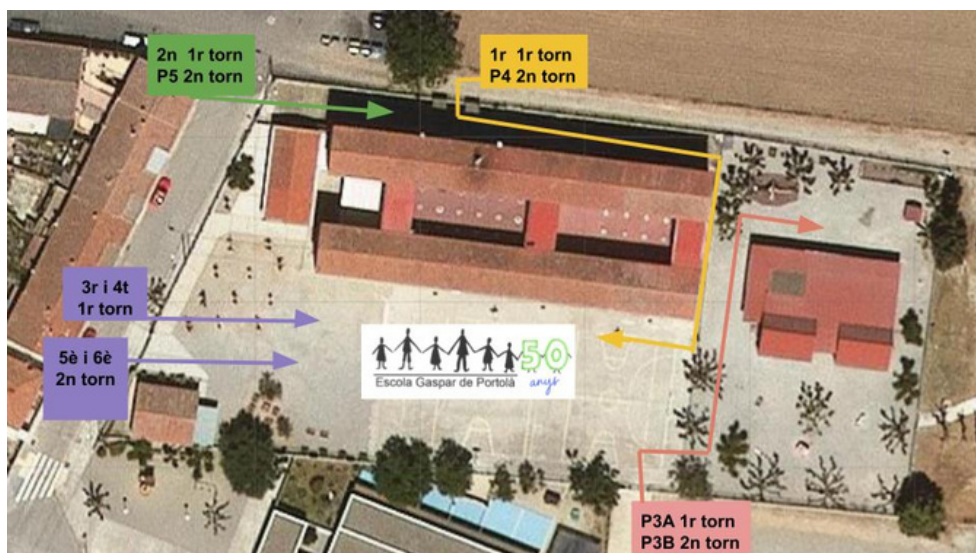 2n 1r torn
P5 2n torn
1r 1r torn
P4 2n torn
3r i 4t
1r torn
5è i 6è
2n torn
50
Escola Gaspar de Portolà
anys
P3A 1r torn
P3B 2n torn